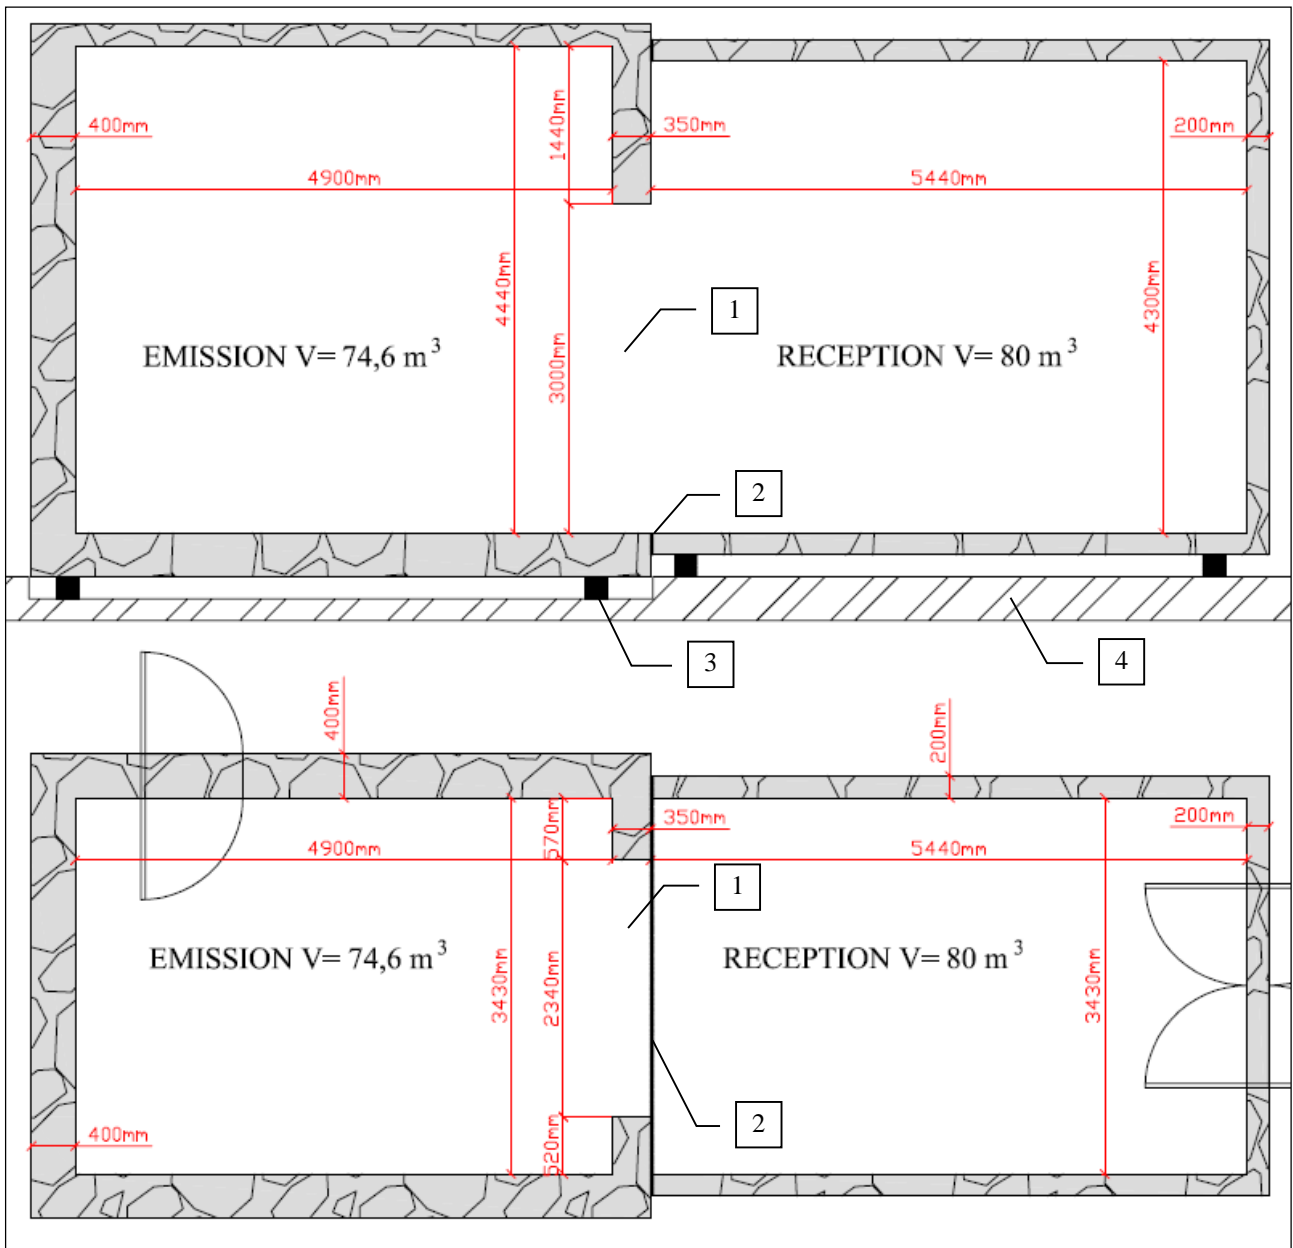 400mm
1440mm
350mm
200mm
4900mm
5440mm
4440mm
4300mm
1
3000mm
EMISSION V= 74,6 m³
RECEPTION V= 80 m³
2
3
4
400mm
200mm
570mm
350mm
200mm
4900mm
5440mm
1
EMISSION V= 74,6 m³
RECEPTION V= 80 m³
3430mm
2340mm
3430mm
2
400mm
520mm